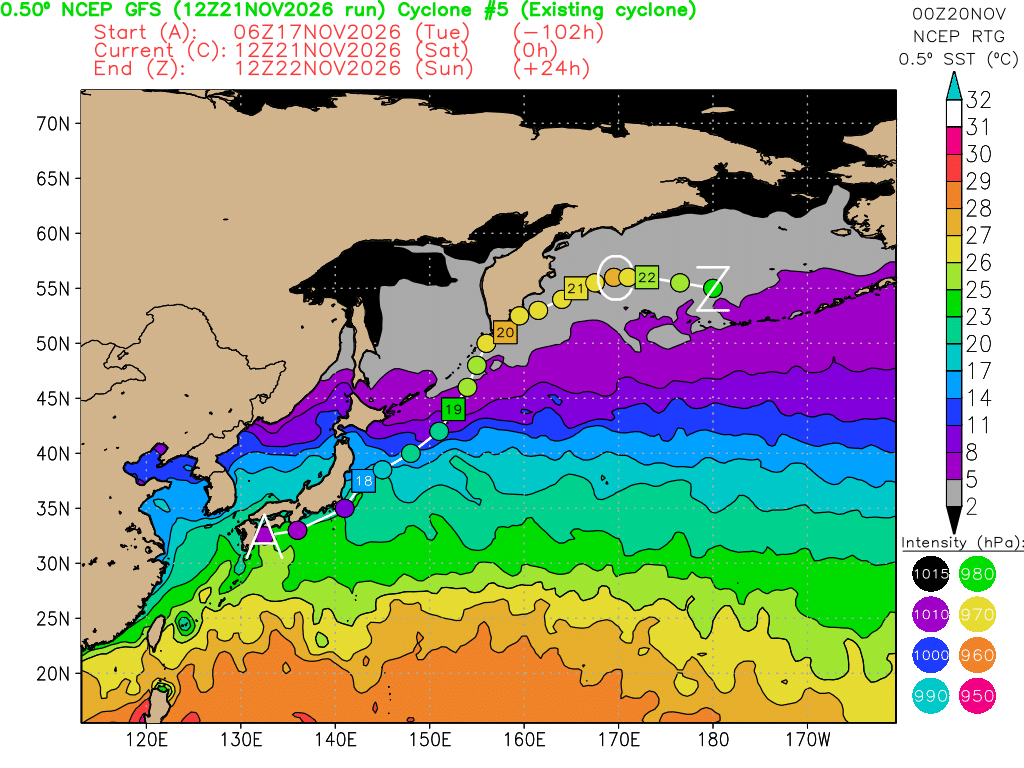 0.50° NCEP GFS (12Z21NOV2026 run) Cyclone #5 (Existing cyclone)
Start (A): 06Z17NOV2026 (Tue) (−102h)
Current (C): 12Z21NOV2026 (Sat) (0h)
End (Z): 12Z22NOV2026 (Sun) (+24h)
00Z20NOV
NCEP RTG
0.5° SST (°C)
32
31
30
29
28
27
26
25
23
20
17
14
11
8
5
2
70N
65N
60N
55N
50N
45N
40N
35N
30N
25N
20N
120E
130E
140E
150E
160E
170E
180
170W
A
18
19
20
21
22
Z
Intensity (hPa):
1015 980
1010 970
1000 960
990 950